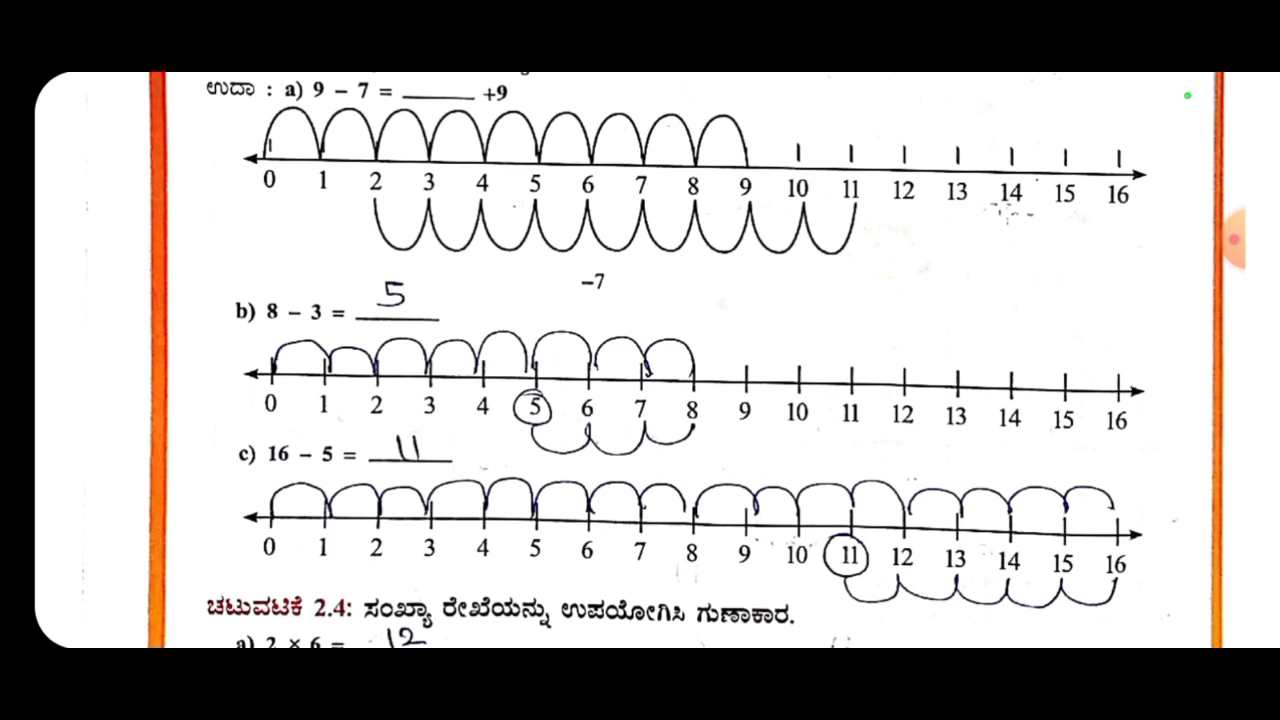 ಉದಾ : a) 9 – 7 = ______ +9
0 1 2 3 4 5 6 7 8 9 10 11 12 13 14 15 16
–7
b) 8 – 3 = 5
0 1 2 3 4 5 6 7 8 9 10 11 12 13 14 15 16
c) 16 – 5 = 11
0 1 2 3 4 5 6 7 8 9 10 11 12 13 14 15 16
ಚಟುವಟಿಕೆ 2.4: ಸಂಖ್ಯಾ ರೇಖೆಯನ್ನು ಉಪಯೋಗಿಸಿ ಗುಣಾಕಾರ.
a) 2 × 6 = 12